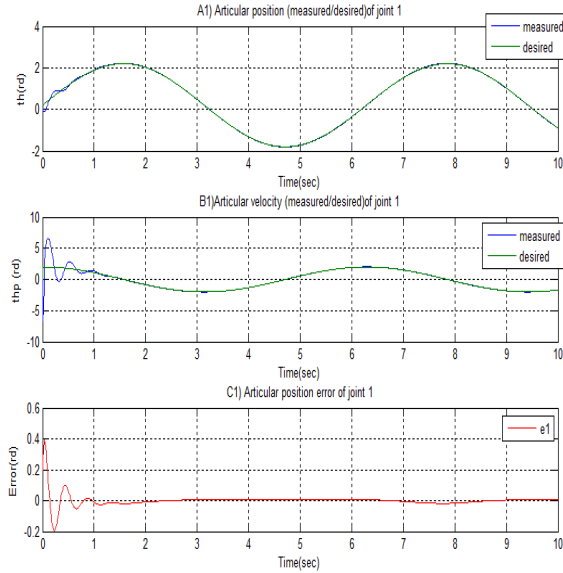 A1) Articular position (measured/desired)of joint 1
4
2
0
-2
th(rd)
measured
desired
0 1 2 3 4 5 6 7 8 9 10
Time(sec)
B1)Articular velocity (measured/desired)of joint 1
10
5
0
-5
-10
thp (rd)
measured
desired
0 1 2 3 4 5 6 7 8 9 10
Time(sec)
C1) Articular position error of joint 1
0.6
0.4
0.2
0
-0.2
Error(rd)
e1
0 1 2 3 4 5 6 7 8 9 10
Time(sec)